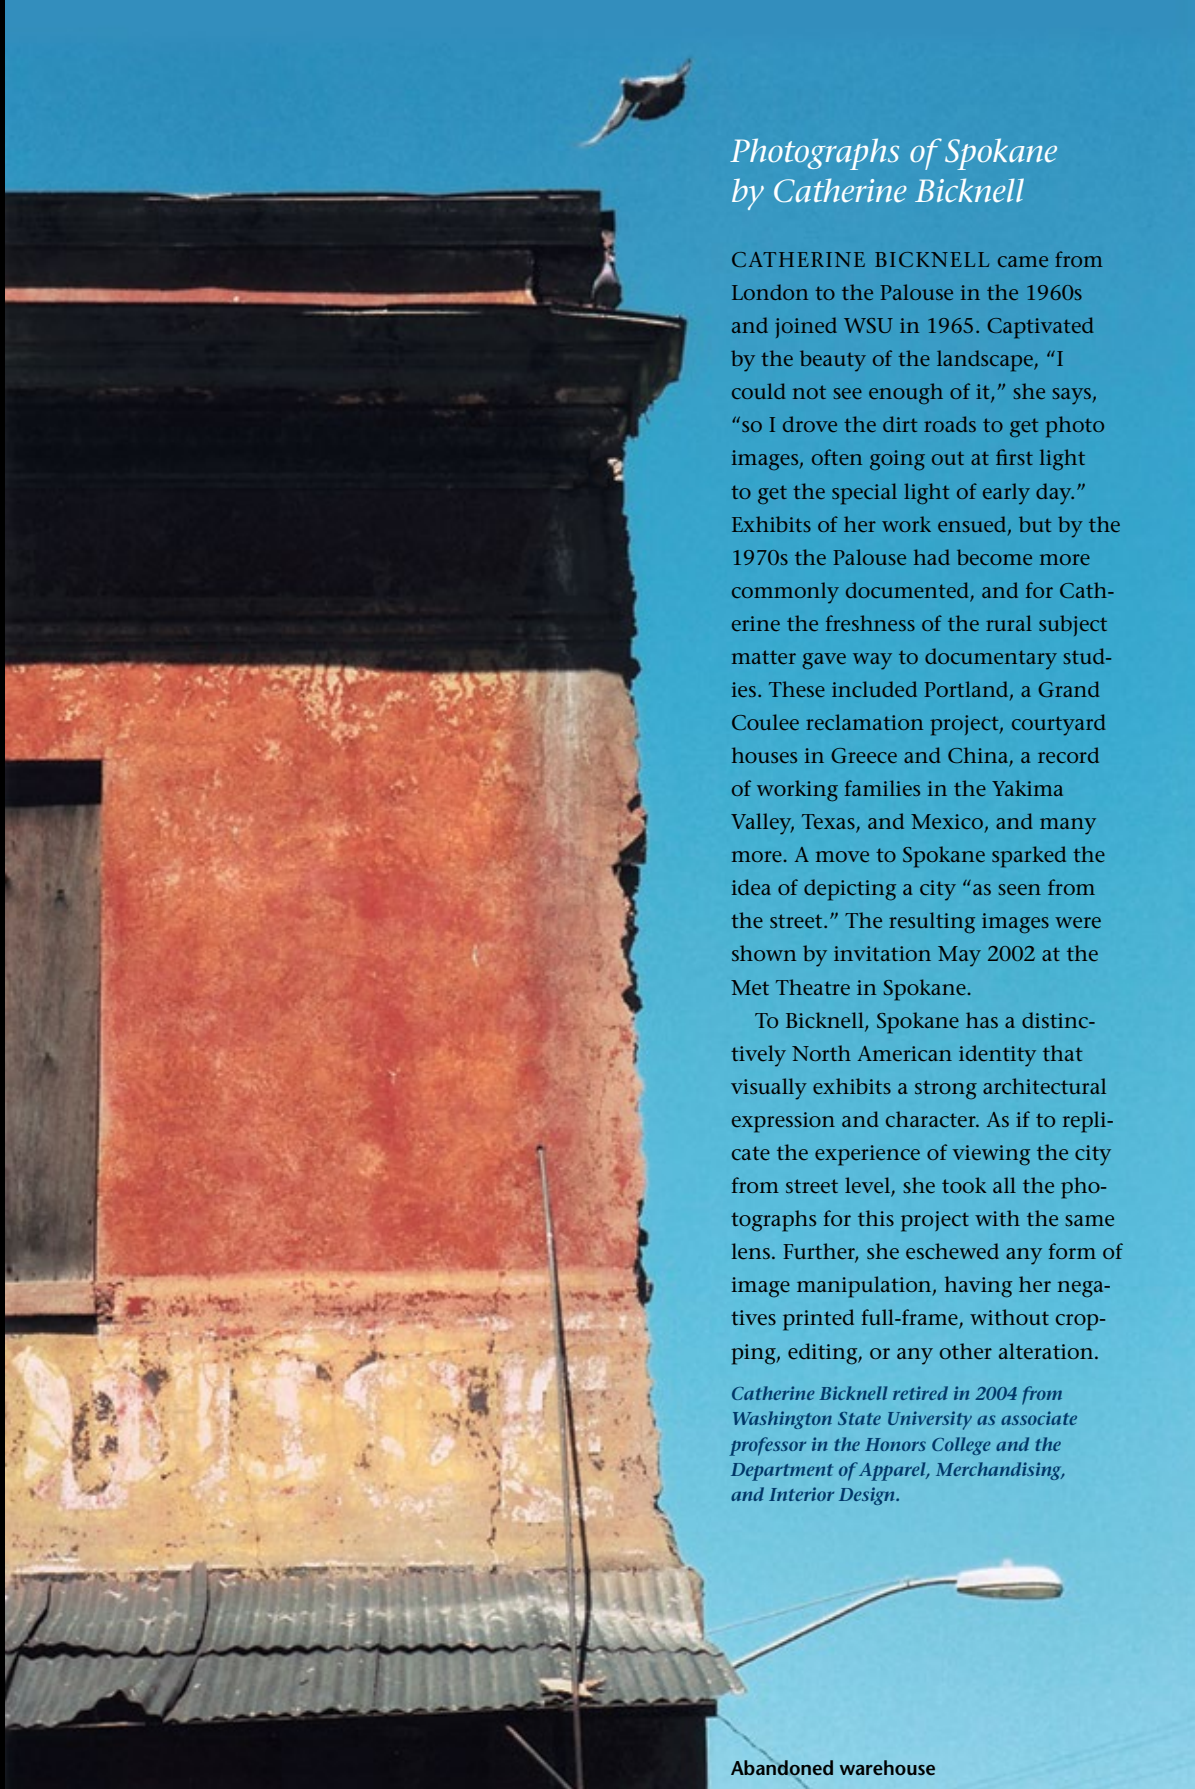 Photographs of Spokane
by Catherine Bicknell
CATHERINE BICKNELL came from
London to the Palouse in the 1960s
and joined WSU in 1965. Captivated
by the beauty of the landscape, “I
could not see enough of it,” she says,
“so I drove the dirt roads to get photo
images, often going out at first light
to get the special light of early day.”
Exhibits of her work ensued, but by the
1970s the Palouse had become more
commonly documented, and for Cath-
erine the freshness of the rural subject
matter gave way to documentary stud-
ies. These included Portland, a Grand
Coulee reclamation project, courtyard
houses in Greece and China, a record
of working families in the Yakima
Valley, Texas, and Mexico, and many
more. A move to Spokane sparked the
idea of depicting a city “as seen from
the street.” The resulting images were
shown by invitation May 2002 at the
Met Theatre in Spokane.
To Bicknell, Spokane has a distinc-
tively North American identity that
visually exhibits a strong architectural
expression and character. As if to repli-
cate the experience of viewing the city
from street level, she took all the pho-
tographs for this project with the same
lens. Further, she eschewed any form of
image manipulation, having her nega-
tives printed full-frame, without crop-
ping, editing, or any other alteration.
Catherine Bicknell retired in 2004 from
Washington State University as associate
professor in the Honors College and the
Department of Apparel, Merchandising,
and Interior Design.
Abandoned warehouse